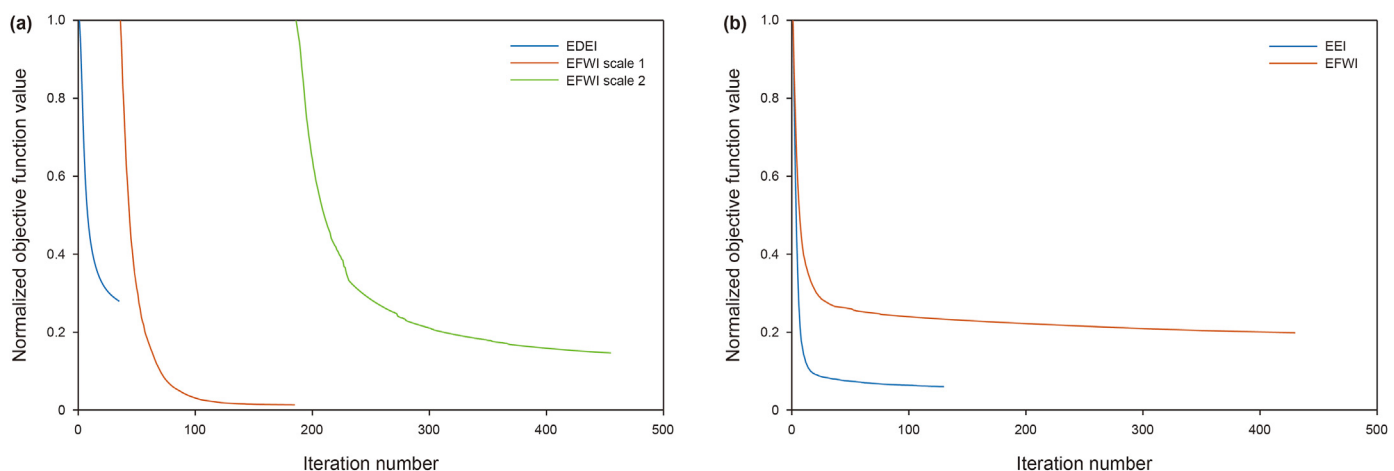 (a)
Normalized objective function value
1.0
0.8
0.6
0.4
0.2
0
0
100
200
300
400
500
Iteration number
EDEI
EFWI scale 1
EFWI scale 2
(b)
Normalized objective function value
1.0
0.8
0.6
0.4
0.2
0
0
100
200
300
400
500
Iteration number
EEI
EFWI